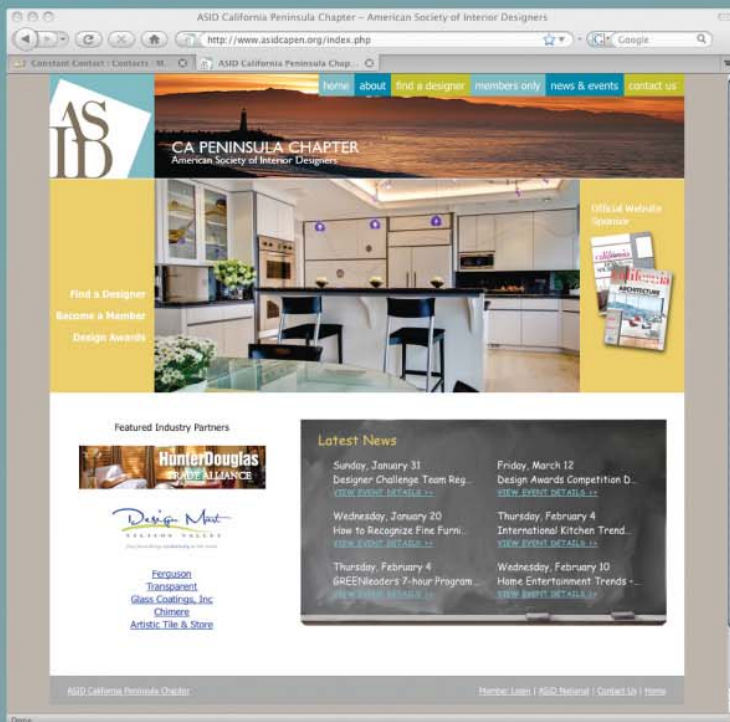 ASID California Peninsula Chapter – American Society of Interior Designers
http://www.asidcapen.org/index.php
Google
Constant Contact : Contacts : M...
ASID California Peninsula Chap...
home about find a designer members only news & events contact us
ASID
CA PENINSULA CHAPTER
American Society of Interior Designers
Official Website
Sponsor
california
ARCHITECTURE
Find a Designer
Become a Member
Design Awards
Featured Industry Partners
HunterDouglas
TRADE ALLIANCE
Design Mart
Ferguson
Transparent
Glass Coatings, Inc
Chimere
Artistic Tile & Store
Latest News
Sunday, January 31
Designer Challenge Team Reg...
VIEW EVENT DETAILS >>
Wednesday, January 20
How to Recognize Fine Furni...
VIEW EVENT DETAILS >>
Thursday, February 4
GREENleaders 7-hour Program...
VIEW EVENT DETAILS >>
Friday, March 12
Design Awards Competition D...
VIEW EVENT DETAILS >>
Thursday, February 4
International Kitchen Trend...
VIEW EVENT DETAILS >>
Wednesday, February 10
Home Entertainment Trends -...
VIEW EVENT DETAILS >>
ASID California Peninsula Chapter
Member Login | ASID National | Contact Us | Home
Done